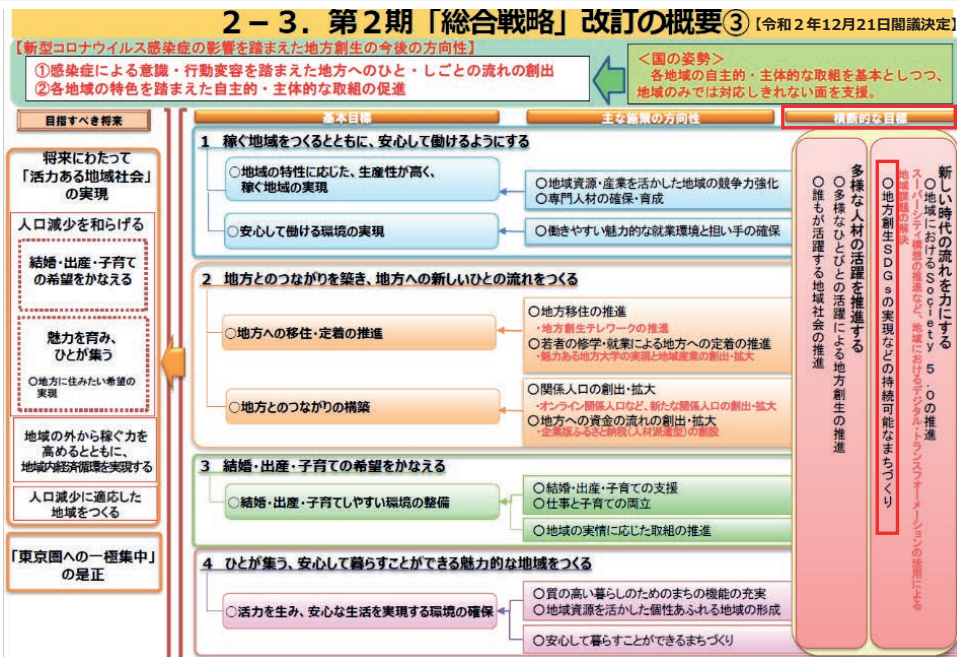 ２－３．第２期「総合戦略」改訂の概要③【令和２年12月21日閣議決定】
【新型コロナウイルス感染症の影響を踏まえた地方創生の今後の方向性】
①感染症による意識・行動変容を踏まえた地方へのひと・しごとの流れの創出
②各地域の特色を踏まえた自主的・主体的な取組の促進
＜国の姿勢＞
各地域の自主的・主体的な取組を基本としつつ、
地域のみでは対応しきれない面を支援。
目指すべき将来
将来にわたって
「活力ある地域社会」
の実現
人口減少を和らげる
結婚・出産・子育て
の希望をかなえる
魅力を育み、
ひとが集う
○地方に住みたい希望の
実現
地域の外から稼ぐ力を
高めるとともに、
地域内経済循環を実現する
人口減少に適応した
地域をつくる
「東京圏への一極集中」
の是正
基本目標
主な施策の方向性
１ 稼ぐ地域をつくるとともに、安心して働けるようにする
○地域の特性に応じた、生産性が高く、
稼ぐ地域の実現
○地域資源・産業を活かした地域の競争力強化
○専門人材の確保・育成
○安心して働ける環境の実現
○働きやすい魅力的な就業環境と担い手の確保
２ 地方とのつながりを築き、地方への新しいひとの流れをつくる
○地方への移住・定着の推進
○地方移住の推進
・地方創生テレワークの推進
○若者の修学・就業による地方への定着の推進
・魅力ある地方大学の実現と地域産業の創出・拡大
○地方とのつながりの構築
○関係人口の創出・拡大
・オンライン関係人口など、新たな関係人口の創出・拡大
○地方への資金の流れの創出・拡大
・企業版ふるさと納税(人材派遣型)の創設
３ 結婚・出産・子育ての希望をかなえる
○結婚・出産・子育てしやすい環境の整備
○結婚・出産・子育ての支援
○仕事と子育ての両立
○地域の実情に応じた取組の推進
４ ひとが集う、安心して暮らすことができる魅力的な地域をつくる
○活力を生み、安心な生活を実現する環境の確保
○質の高い暮らしのためのまちの機能の充実
○地域資源を活かした個性あふれる地域の形成
○安心して暮らすことができるまちづくり
横断的な目標
新しい時代の流れを力にする
○地域におけるＳｏｃｉｅｔｙ５．０の推進
スーパーシティ構想の推進など、地域におけるデジタル・トランスフォーメーションの活用による
地域課題の解決
○地方創生ＳＤＧｓの実現などの持続可能なまちづくり
多様な人材の活躍を推進する
○多様なひとびとの活躍による地方創生の推進
○誰もが活躍する地域社会の推進